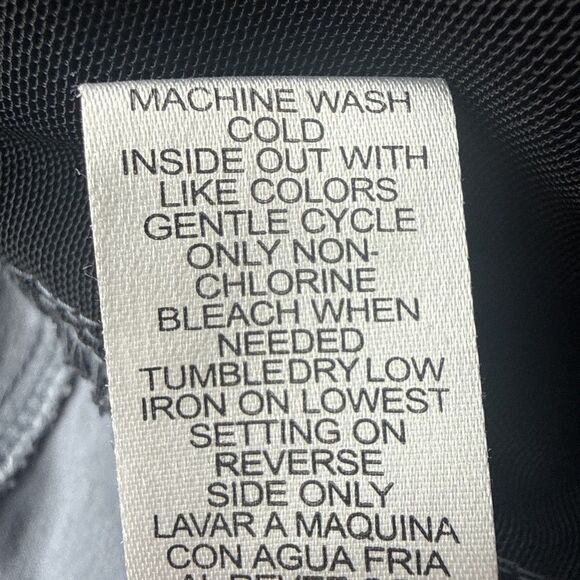 MACHINE WASH
COLD
INSIDE OUT WITH
LIKE COLORS
GENTLE CYCLE
ONLY NON-
CHLORINE
BLEACH WHEN
NEEDED
TUMBLEDRY LOW
IRON ON LOWEST
SETTING ON
REVERSE
SIDE ONLY
LAVAR A MAQUINA
CON AGUA FRIA